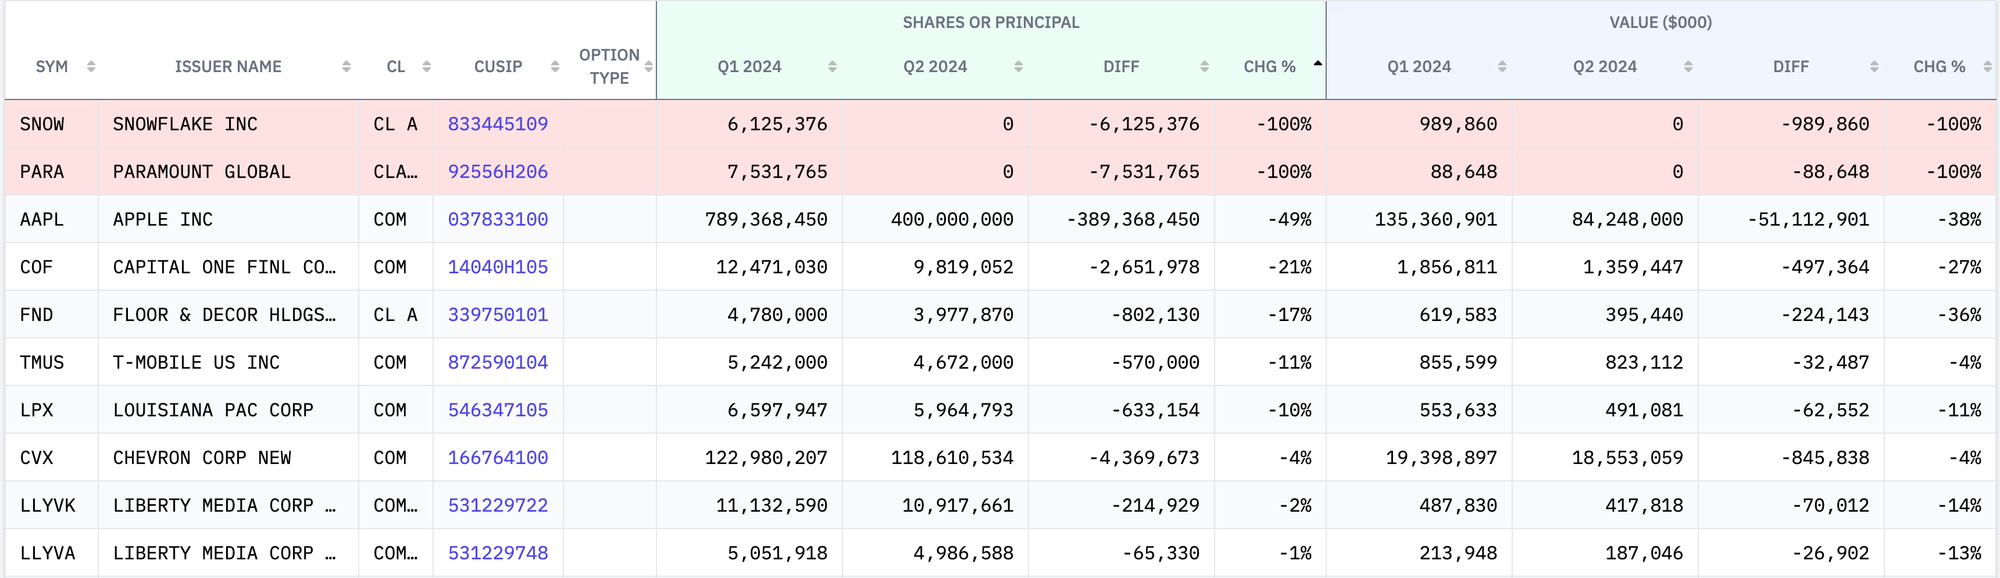 SHARES OR PRINCIPAL VALUE ($000)
SYM ISSUER NAME CL CUSIP OPTION TYPE Q1 2024 Q2 2024 DIFF CHG % Q1 2024 Q2 2024 DIFF CHG %
SNOW SNOWFLAKE INC CL A 833445109 6,125,376 0 -6,125,376 -100% 989,860 0 -989,860 -100%
PARA PARAMOUNT GLOBAL CLA… 92556H206 7,531,765 0 -7,531,765 -100% 88,648 0 -88,648 -100%
AAPL APPLE INC COM 037833100 789,368,450 400,000,000 -389,368,450 -49% 135,360,901 84,248,000 -51,112,901 -38%
COF CAPITAL ONE FINL CO… COM 14040H105 12,471,030 9,819,052 -2,651,978 -21% 1,856,811 1,359,447 -497,364 -27%
FND FLOOR & DECOR HLDGS… CL A 339750101 4,780,000 3,977,870 -802,130 -17% 619,583 395,440 -224,143 -36%
TMUS T-MOBILE US INC COM 872590104 5,242,000 4,672,000 -570,000 -11% 855,599 823,112 -32,487 -4%
LPX LOUISIANA PAC CORP COM 546347105 6,597,947 5,964,793 -633,154 -10% 553,633 491,081 -62,552 -11%
CVX CHEVRON CORP NEW COM 166764100 122,980,207 118,610,534 -4,369,673 -4% 19,398,897 18,553,059 -845,838 -4%
LLYVK LIBERTY MEDIA CORP … COM… 531229722 11,132,590 10,917,661 -214,929 -2% 487,830 417,818 -70,012 -14%
LLYVA LIBERTY MEDIA CORP … COM… 531229748 5,051,918 4,986,588 -65,330 -1% 213,948 187,046 -26,902 -13%